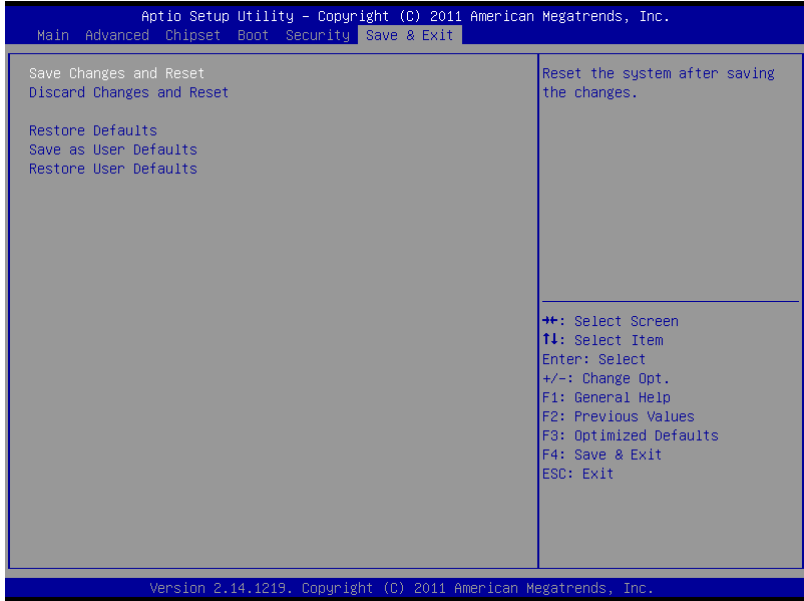 Aptio Setup Utility – Copyright (C) 2011 American Megatrends, Inc.
Main Advanced Chipset Boot Security Save & Exit
Save Changes and Reset
Discard Changes and Reset
Restore Defaults
Save as User Defaults
Restore User Defaults
Reset the system after saving
the changes.
→←: Select Screen
↑↓: Select Item
Enter: Select
+/-: Change Opt.
F1: General Help
F2: Previous Values
F3: Optimized Defaults
F4: Save & Exit
ESC: Exit
Version 2.14.1219. Copyright (C) 2011 American Megatrends, Inc.